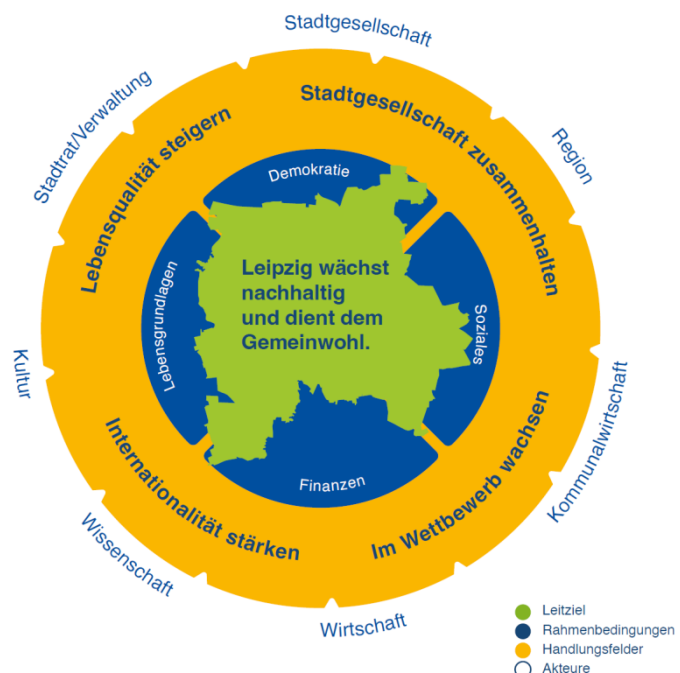 Stadtgesellschaft
Stadtrat/Verwaltung
Region
Kultur
Kommunalwirtschaft
Wissenschaft
Wirtschaft
Lebensqualität steigern
Stadtgesellschaft zusammenhalten
Internationalität stärken
Im Wettbewerb wachsen
Demokratie
Lebensgrundlagen
Soziales
Finanzen
Leipzig wächst
nachhaltig
und dient dem
Gemeinwohl.
Leitziel
Rahmenbedingungen
Handlungsfelder
Akteure